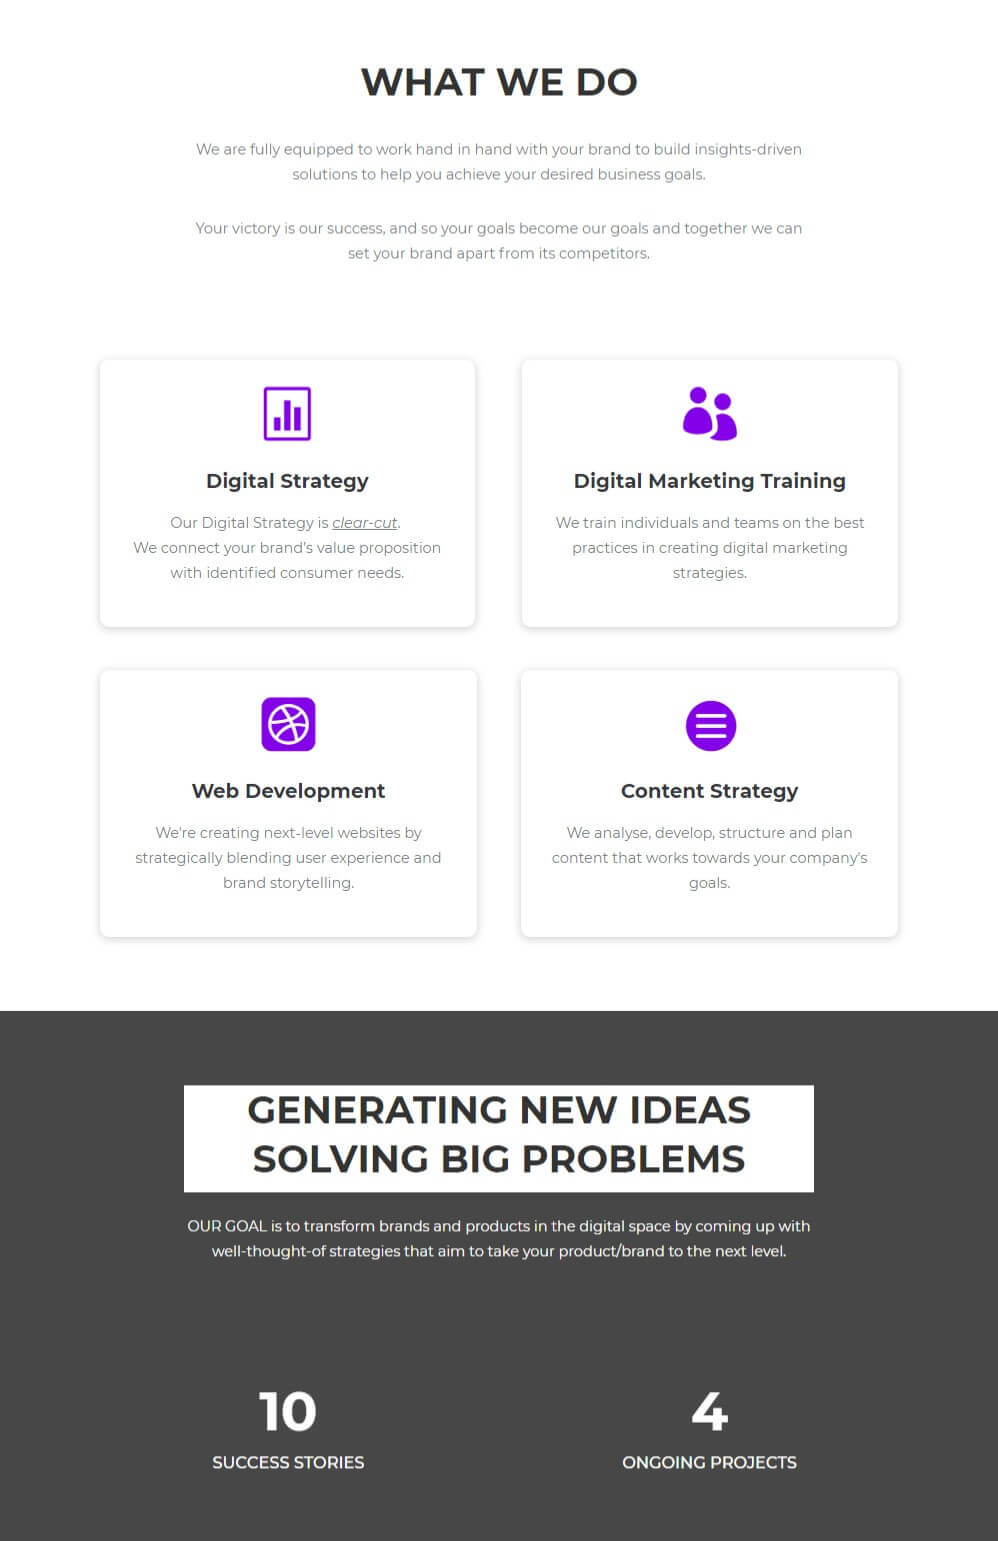 WHAT WE DO
We are fully equipped to work hand in hand with your brand to build insights-driven
solutions to help you achieve your desired business goals.
Your victory is our success, and so your goals become our goals and together we can
set your brand apart from its competitors.
Digital Strategy
Our Digital Strategy is clear-cut.
We connect your brand's value proposition
with identified consumer needs.
Digital Marketing Training
We train individuals and teams on the best
practices in creating digital marketing
strategies.
Web Development
We're creating next-level websites by
strategically blending user experience and
brand storytelling.
Content Strategy
We analyse, develop, structure and plan
content that works towards your company's
goals.
GENERATING NEW IDEAS
SOLVING BIG PROBLEMS
OUR GOAL is to transform brands and products in the digital space by coming up with
well-thought-of strategies that aim to take your product/brand to the next level.
10
SUCCESS STORIES
4
ONGOING PROJECTS